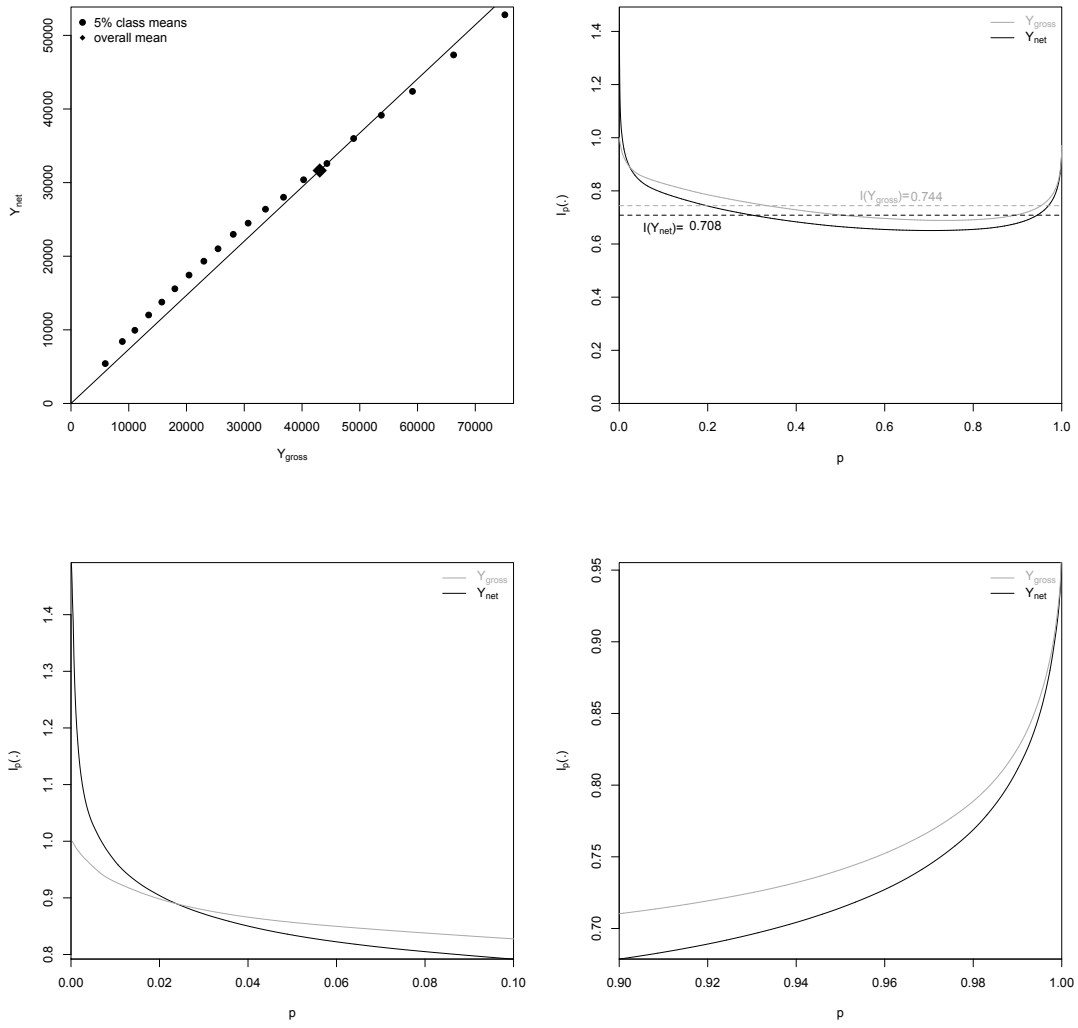 5% class means
overall mean
Y_net
0 10000 20000 30000 40000 50000
0 10000 20000 30000 40000 50000 60000 70000
Y_gross
Y_gross
Y_net
I(Y_gross)=0.744
I(Y_net)= 0.708
I_p(.)
0.0 0.2 0.4 0.6 0.8 1.0 1.2 1.4
0.0 0.2 0.4 0.6 0.8 1.0
p
Y_gross
Y_net
I_p(.)
0.8 0.9 1.0 1.1 1.2 1.3 1.4
0.00 0.02 0.04 0.06 0.08 0.10
p
Y_gross
Y_net
I_p(.)
0.70 0.75 0.80 0.85 0.90 0.95
0.90 0.92 0.94 0.96 0.98 1.00
p